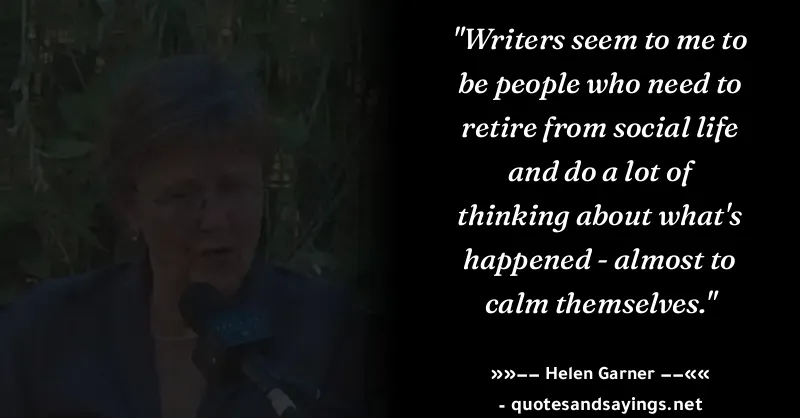 "Writers seem to me to
be people who need to
retire from social life
and do a lot of
thinking about what's
happened - almost to
calm themselves."
»»−− Helen Garner −−««
- quotesandsayings.net